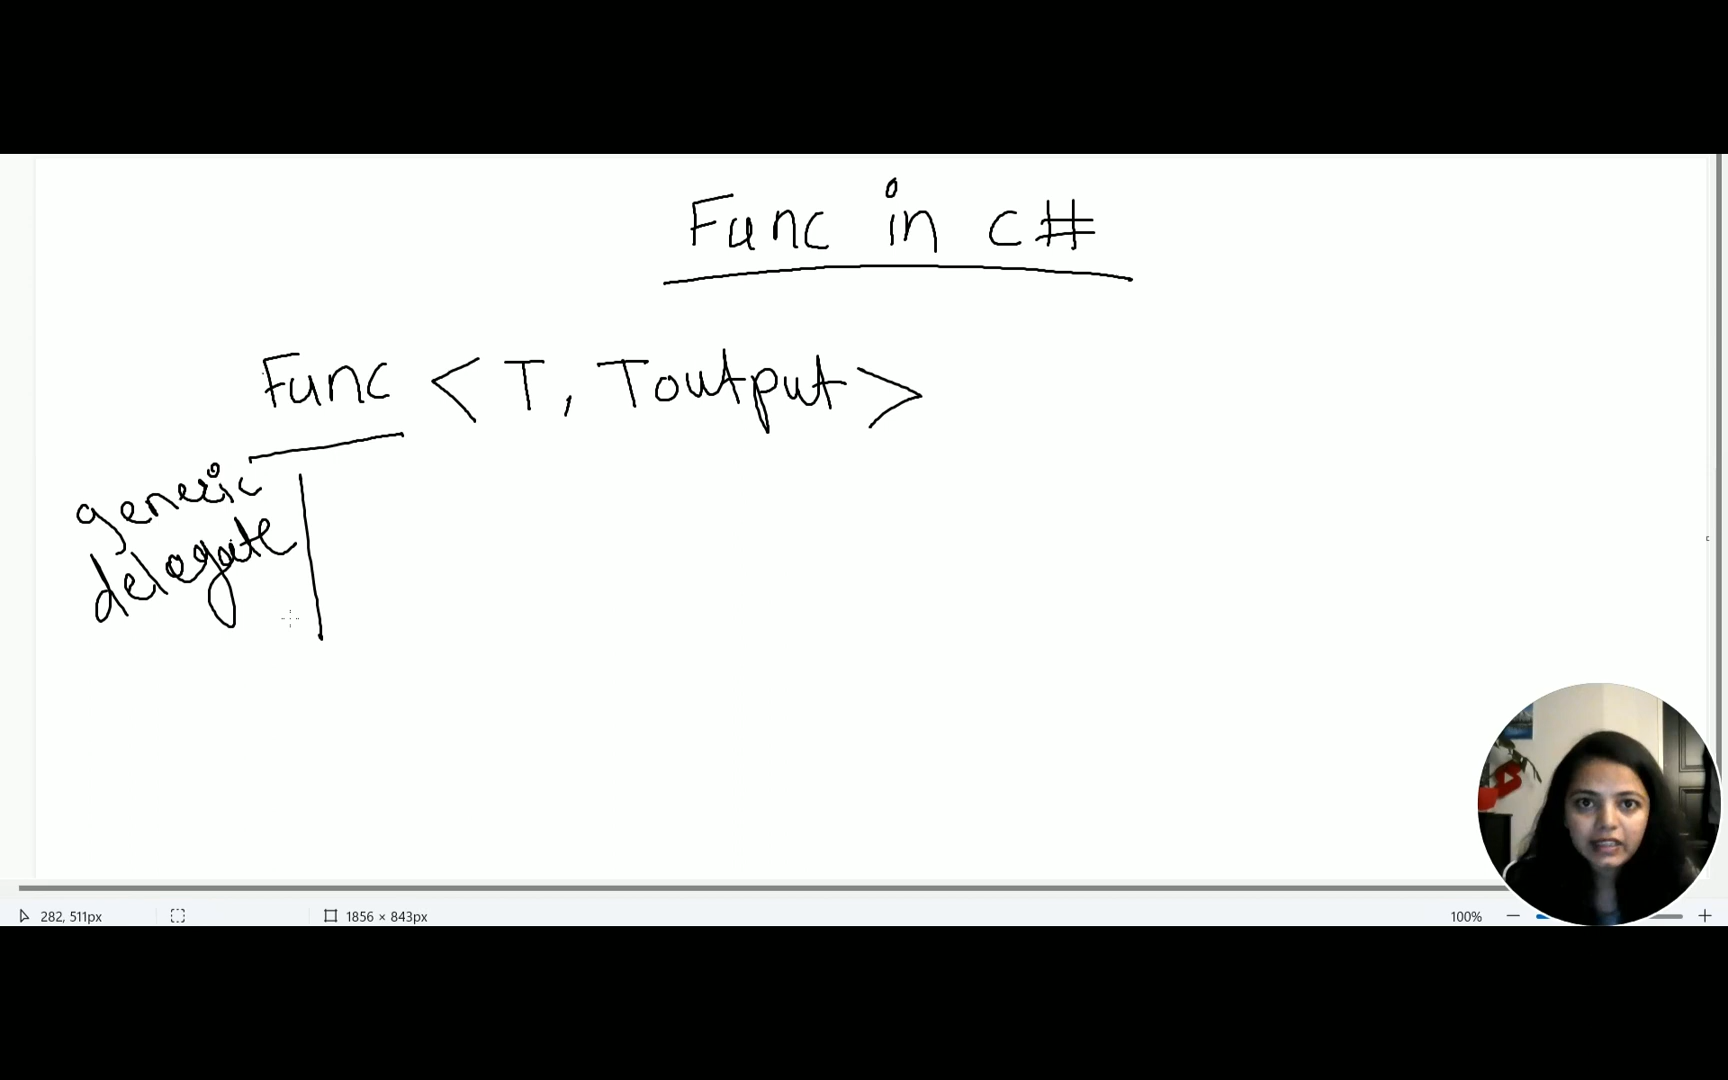 Func in c#
Func <T, Toutput>
generic
delegate
282, 511px
1856 × 843px
100%